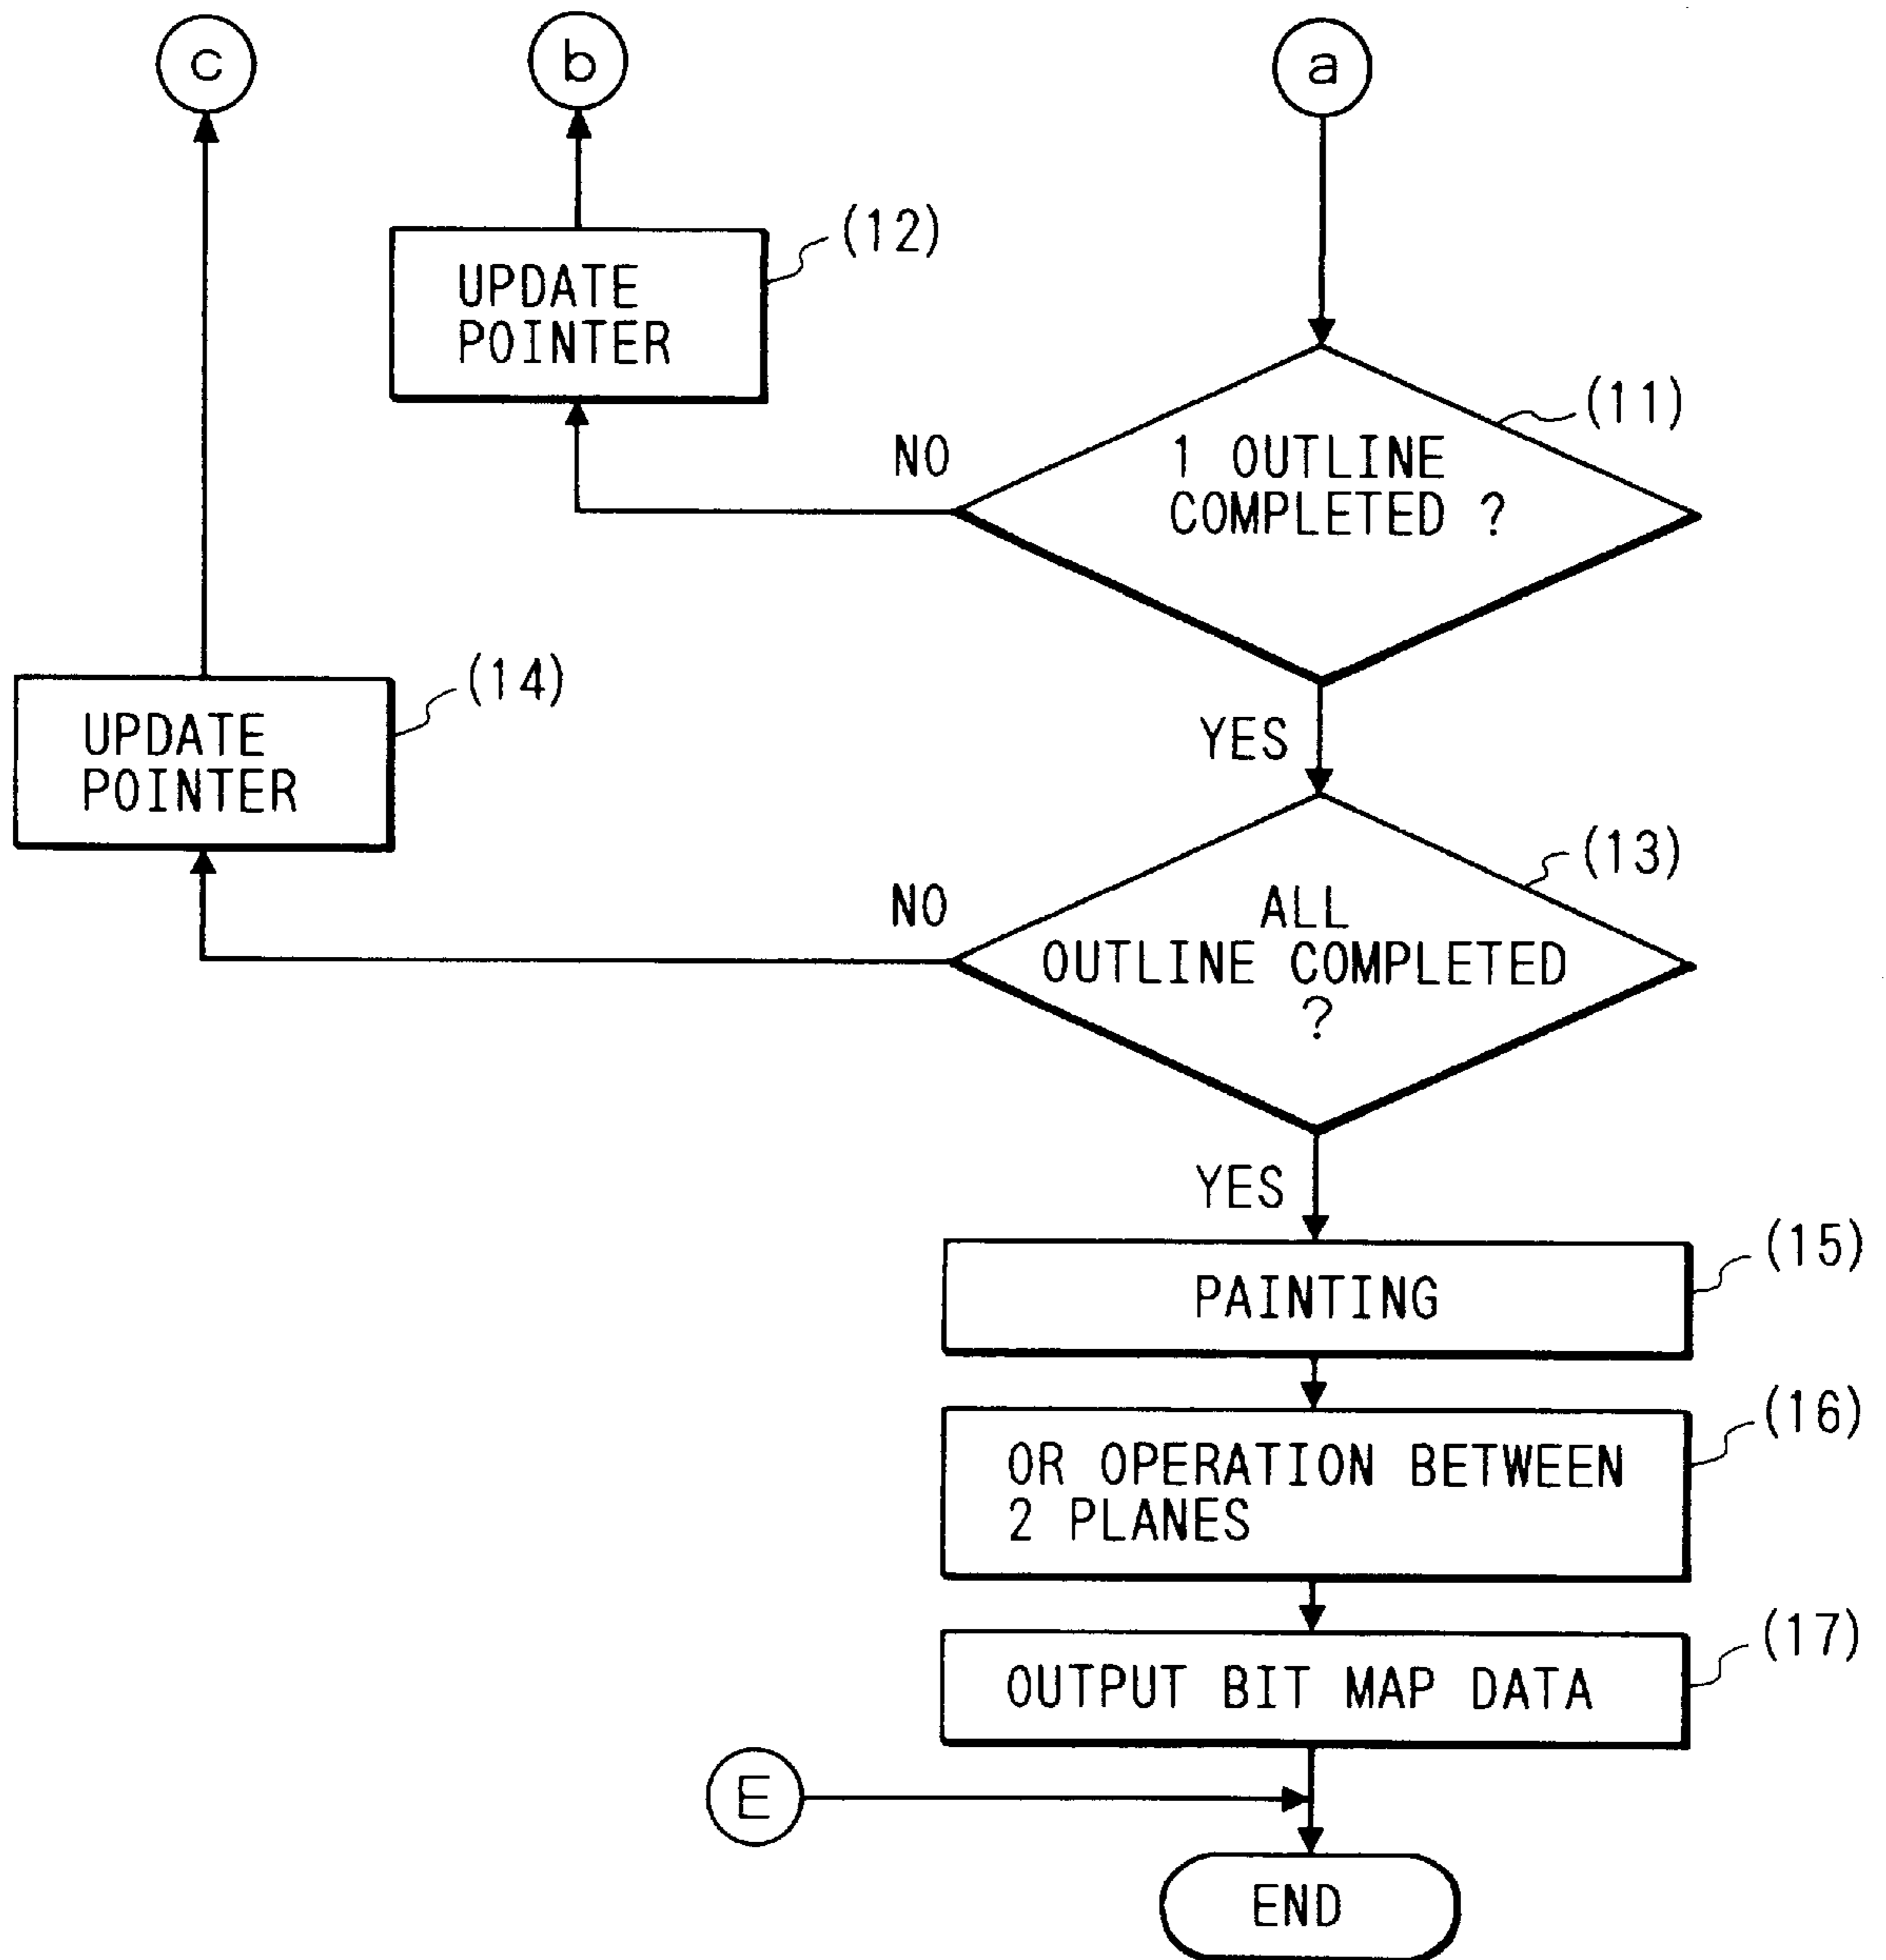 c
b
a
(12)
UPDATE
POINTER
(11)
NO
1 OUTLINE
COMPLETED ?
(14)
UPDATE
POINTER
YES
(13)
NO
ALL
OUTLINE COMPLETED
?
YES
(15)
PAINTING
(16)
OR OPERATION BETWEEN
2 PLANES
(17)
OUTPUT BIT MAP DATA
E
END